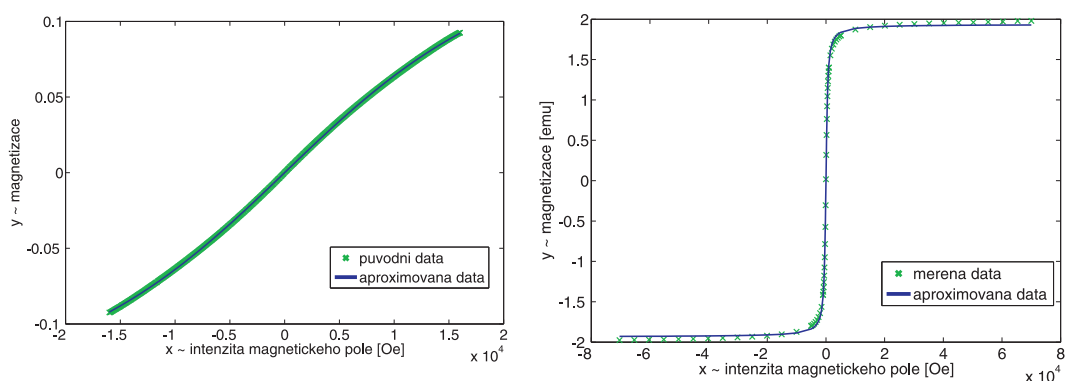 0.1
0.05
0
-0.05
-0.1
y ~ magnetizace
puvodni data
aproximovana data
-2 -1.5 -1 -0.5 0 0.5 1 1.5 2
x ~ intenzita magnetickeho pole [Oe]
x 10^4
2
1.5
1
0.5
0
-0.5
-1
-1.5
-2
y ~ magnetizace [emu]
merena data
aproximovana data
-8 -6 -4 -2 0 2 4 6 8
x ~ intenzita magnetickeho pole [Oe]
x 10^4